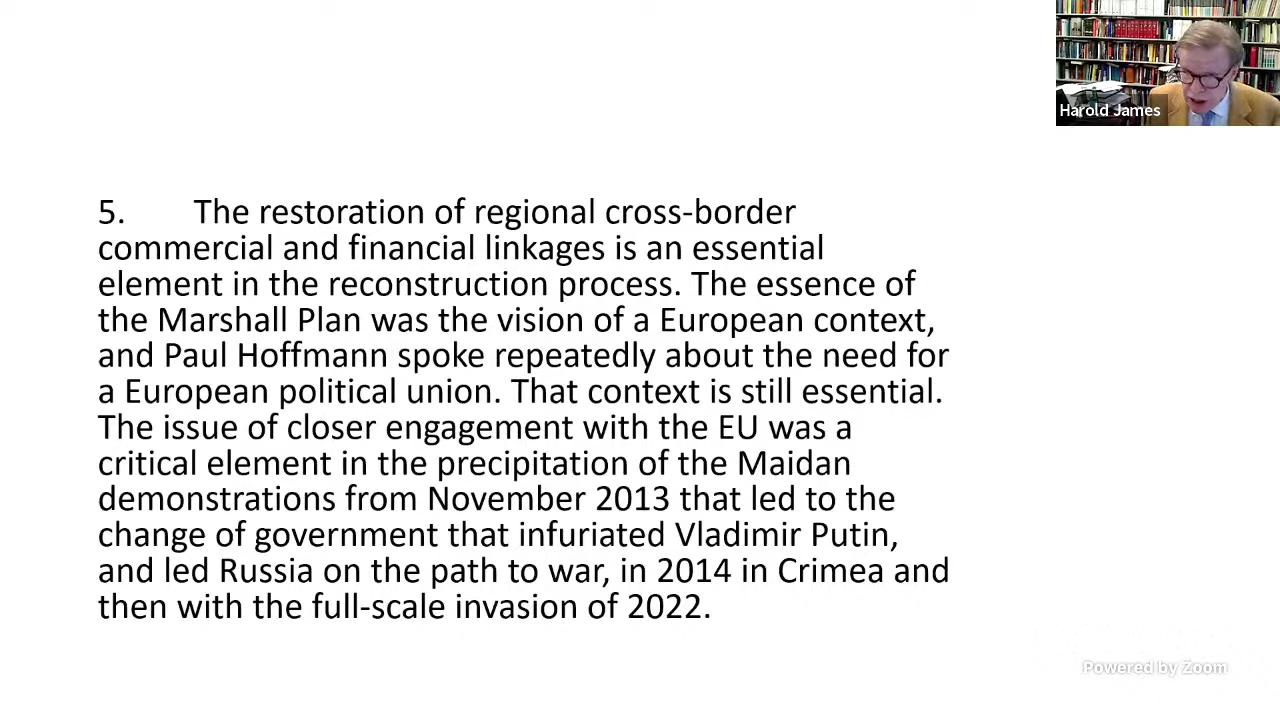 Harold James
5. The restoration of regional cross-border
commercial and financial linkages is an essential
element in the reconstruction process. The essence of
the Marshall Plan was the vision of a European context,
and Paul Hoffmann spoke repeatedly about the need for
a European political union. That context is still essential.
The issue of closer engagement with the EU was a
critical element in the precipitation of the Maidan
demonstrations from November 2013 that led to the
change of government that infuriated Vladimir Putin,
and led Russia on the path to war, in 2014 in Crimea and
then with the full-scale invasion of 2022.
Powered by Zoom